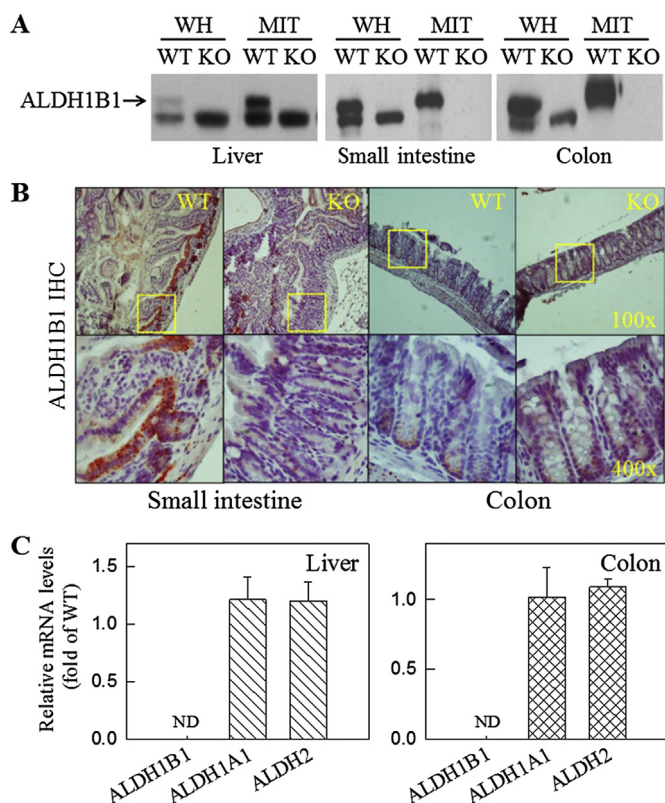 A
WH MIT WH MIT WH MIT
WT KO WT KO WT KO WT KO WT KO WT KO
ALDH1B1→
Liver Small intestine Colon
B
ALDH1B1 IHC
WT KO WT KO
100x
400x
Small intestine Colon
C
Relative mRNA levels
(fold of WT)
Liver
1.5
1.2
0.6
0.0
ND
ALDH1B1 ALDH1A1 ALDH2
Colon
1.0
0.5
0.0
ND
ALDH1B1 ALDH1A1 ALDH2